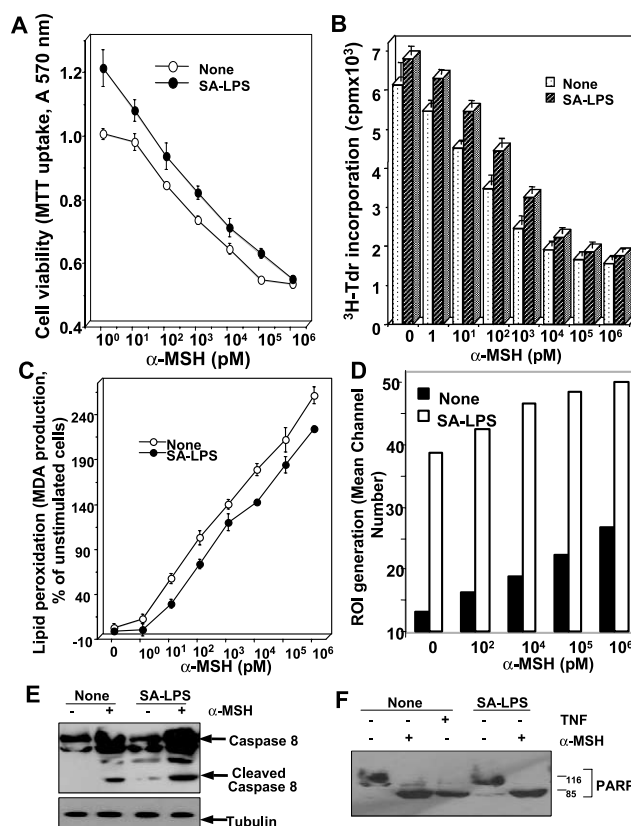 A
Cell viability (MTT uptake, A 570 nm)
None
SA-LPS
1.2
1.0
0.8
0.6
0.4
10⁰ 10¹ 10² 10³ 10⁴ 10⁵ 10⁶
α-MSH (pM)
B
³H-Tdr incorporation (cpmx10³)
None
SA-LPS
7
6
5
4
3
2
1
0
0 1 10¹ 10² 10³ 10⁴ 10⁵ 10⁶
α-MSH (pM)
C
Lipid peroxidation (MDA production,
% of unstimulated cells)
None
SA-LPS
240
190
140
90
40
-10
0 10⁰ 10¹ 10² 10³ 10⁴ 10⁵ 10⁶
α-MSH (pM)
D
ROI generation (Mean Channel
Number)
None
SA-LPS
50
40
30
20
10
0 10² 10⁴ 10⁵ 10⁶
α-MSH (pM)
E
None SA-LPS
- + - + α-MSH
Caspase 8
Cleaved
Caspase 8
Tubulin
F
None SA-LPS
- - + - - TNF
- + - - + α-MSH
116
85
PARP